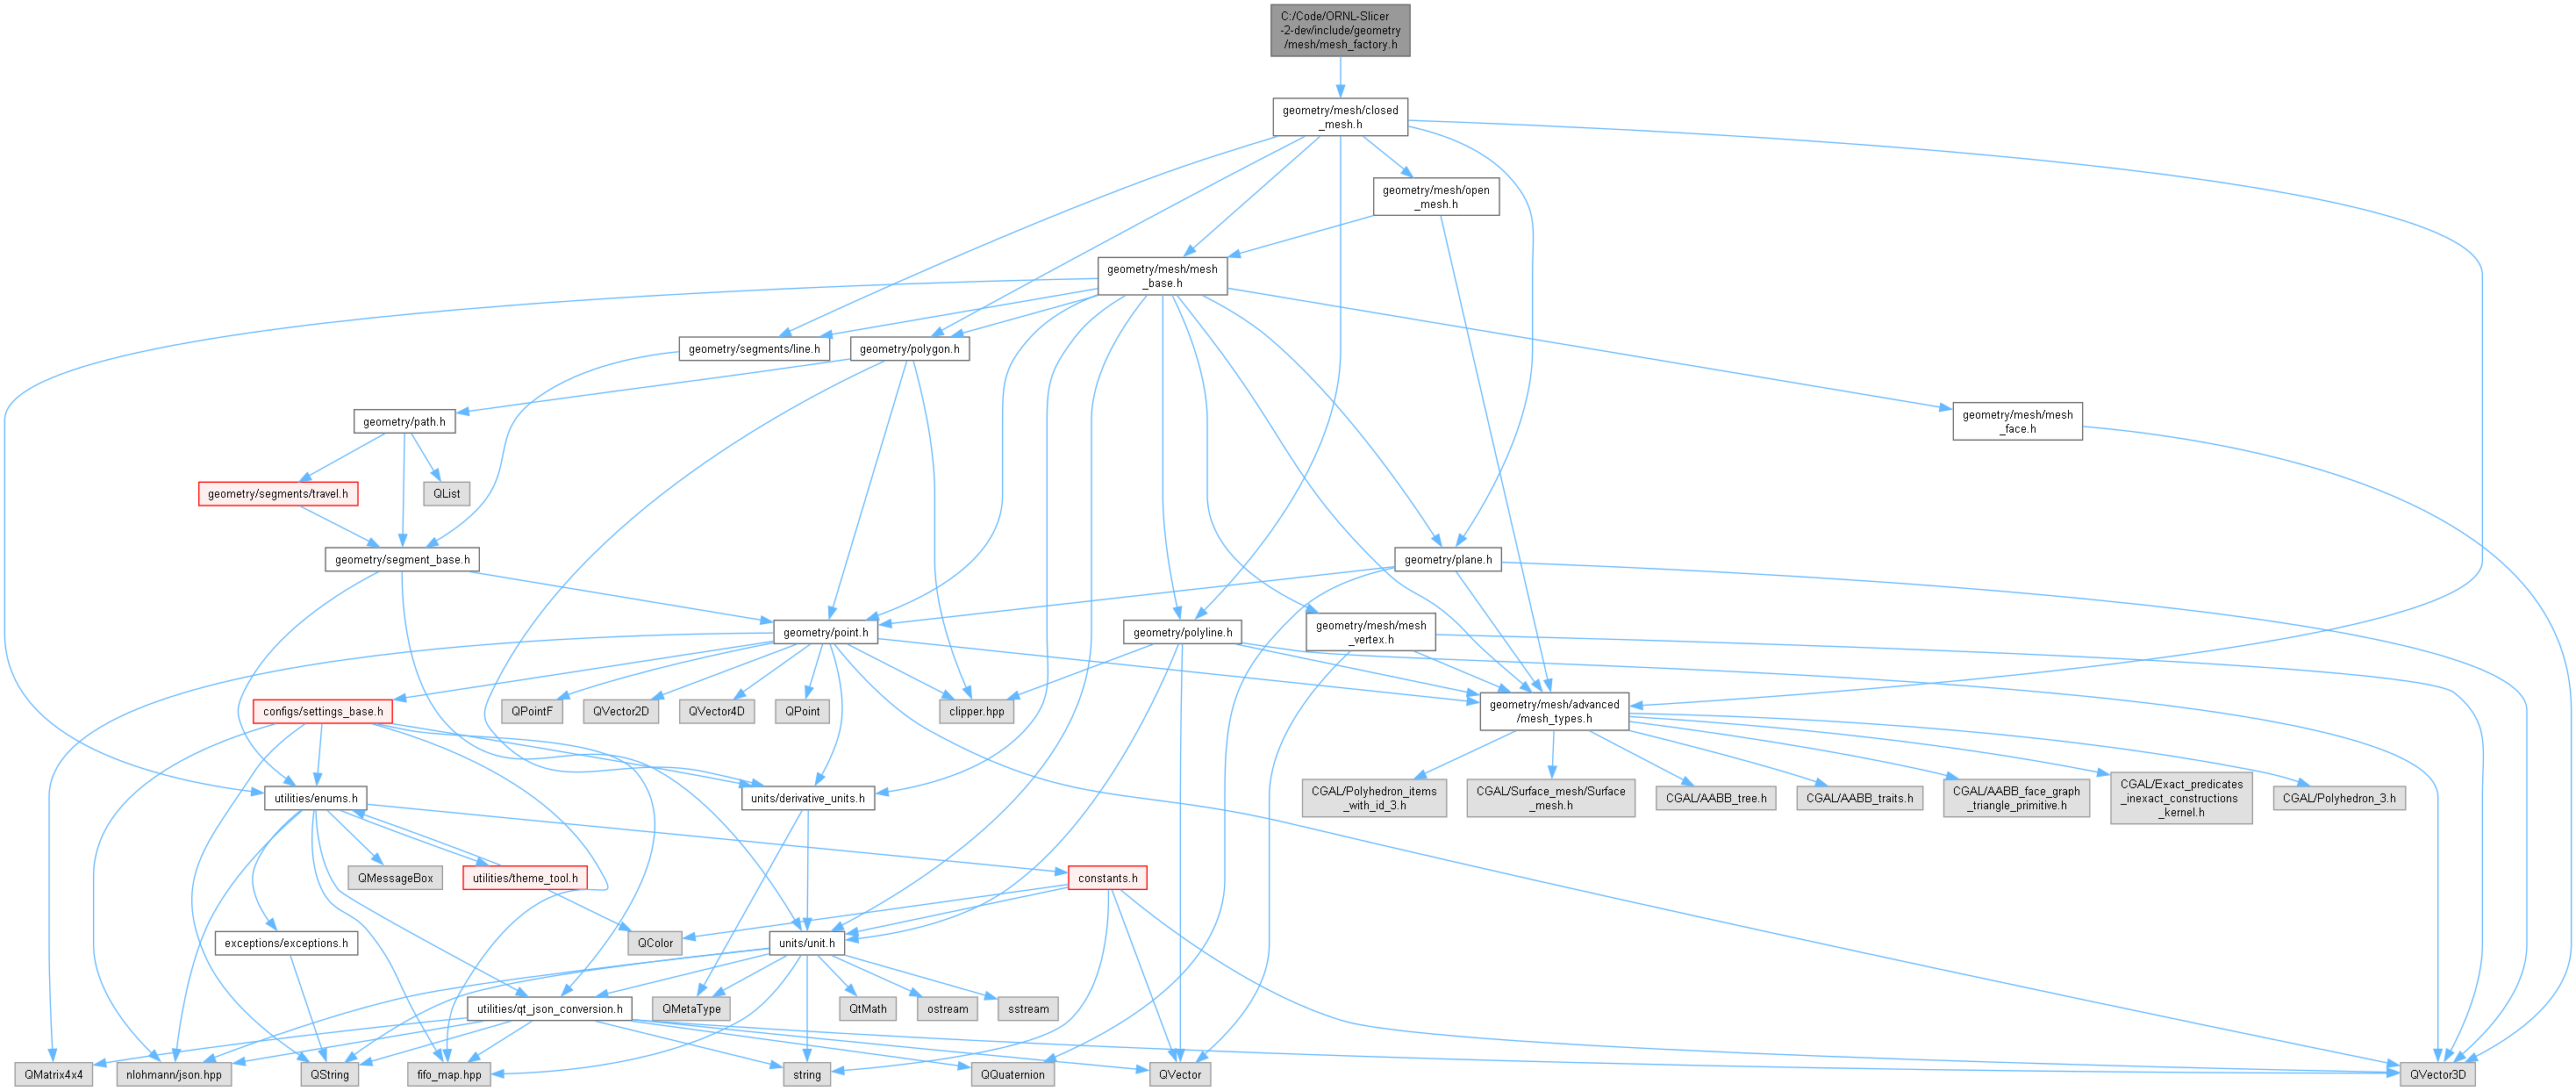 C:/Code/ORNL-Slicer
-2-dev/include/geometry
/mesh/mesh_factory.h
geometry/mesh/closed
_mesh.h
geometry/mesh/open
_mesh.h
geometry/mesh/mesh
_base.h
geometry/segments/line.h
geometry/polygon.h
geometry/path.h
geometry/mesh/mesh
_face.h
geometry/segments/travel.h
QList
geometry/segment_base.h
geometry/plane.h
geometry/point.h
geometry/polyline.h
geometry/mesh/mesh
_vertex.h
configs/settings_base.h
QPointF
QVector2D
QVector4D
QPoint
clipper.hpp
geometry/mesh/advanced
/mesh_types.h
utilities/enums.h
units/derivative_units.h
CGAL/Polyhedron_items
_with_id_3.h
CGAL/Surface_mesh/Surface
_mesh.h
CGAL/AABB_tree.h
CGAL/AABB_traits.h
CGAL/AABB_face_graph
_triangle_primitive.h
CGAL/Exact_predicates
_inexact_constructions
_kernel.h
CGAL/Polyhedron_3.h
QMessageBox
utilities/theme_tool.h
constants.h
exceptions/exceptions.h
QColor
units/unit.h
utilities/qt_json_conversion.h
QMetaType
QtMath
ostream
sstream
QMatrix4x4
nlohmann/json.hpp
QString
fifo_map.hpp
string
QQuaternion
QVector
QVector3D